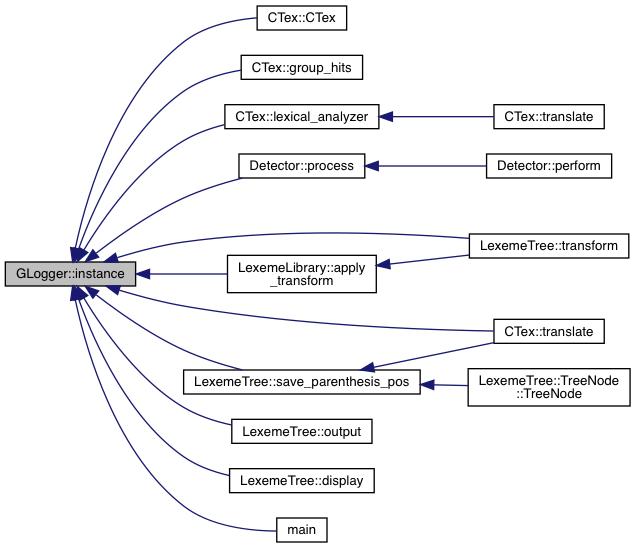 CTex::CTex
CTex::group_hits
CTex::lexical_analyzer
CTex::translate
Detector::process
Detector::perform
LexemeTree::transform
GLogger::instance
LexemeLibrary::apply
_transform
CTex::translate
LexemeTree::save_parenthesis_pos
LexemeTree::TreeNode
::TreeNode
LexemeTree::output
LexemeTree::display
main